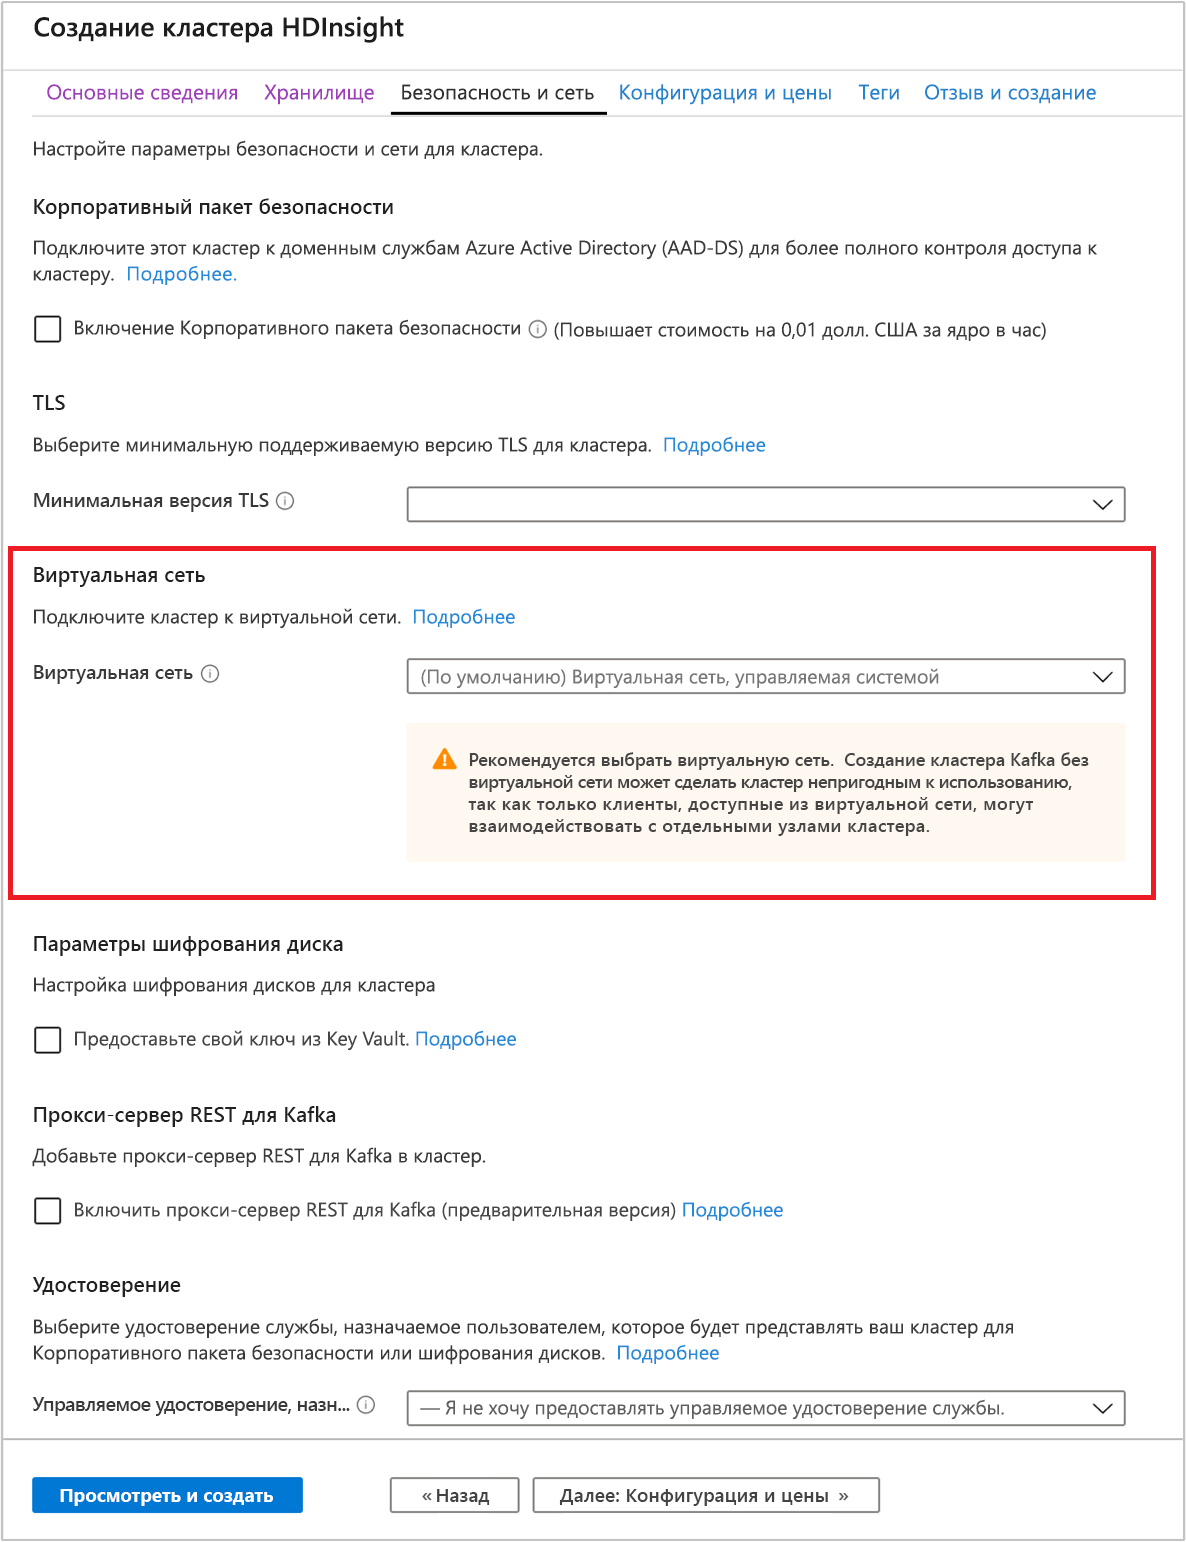 Создание кластера HDInsight
Основные сведения Хранилище Безопасность и сеть Конфигурация и цены Теги Отзыв и создание
Настройте параметры безопасности и сети для кластера.
Корпоративный пакет безопасности
Подключите этот кластер к доменным службам Azure Active Directory (AAD-DS) для более полного контроля доступа к
кластеру. Подробнее.
Включение Корпоративного пакета безопасности (Повышает стоимость на 0,01 долл. США за ядро в час)
TLS
Выберите минимальную поддерживаемую версию TLS для кластера. Подробнее
Минимальная версия TLS
Виртуальная сеть
Подключите кластер к виртуальной сети. Подробнее
Виртуальная сеть (По умолчанию) Виртуальная сеть, управляемая системой
Рекомендуется выбрать виртуальную сеть. Создание кластера Kafka без
виртуальной сети может сделать кластер непригодным к использованию,
так как только клиенты, доступные из виртуальной сети, могут
взаимодействовать с отдельными узлами кластера.
Параметры шифрования диска
Настройка шифрования дисков для кластера
Предоставьте свой ключ из Key Vault. Подробнее
Прокси-сервер REST для Kafka
Добавьте прокси-сервер REST для Kafka в кластер.
Включить прокси-сервер REST для Kafka (предварительная версия) Подробнее
Удостоверение
Выберите удостоверение службы, назначаемое пользователем, которое будет представлять ваш кластер для
Корпоративного пакета безопасности или шифрования дисков. Подробнее
Управляемое удостоверение, назн... — Я не хочу предоставлять управляемое удостоверение службы.
Просмотреть и создать « Назад Далее: Конфигурация и цены »